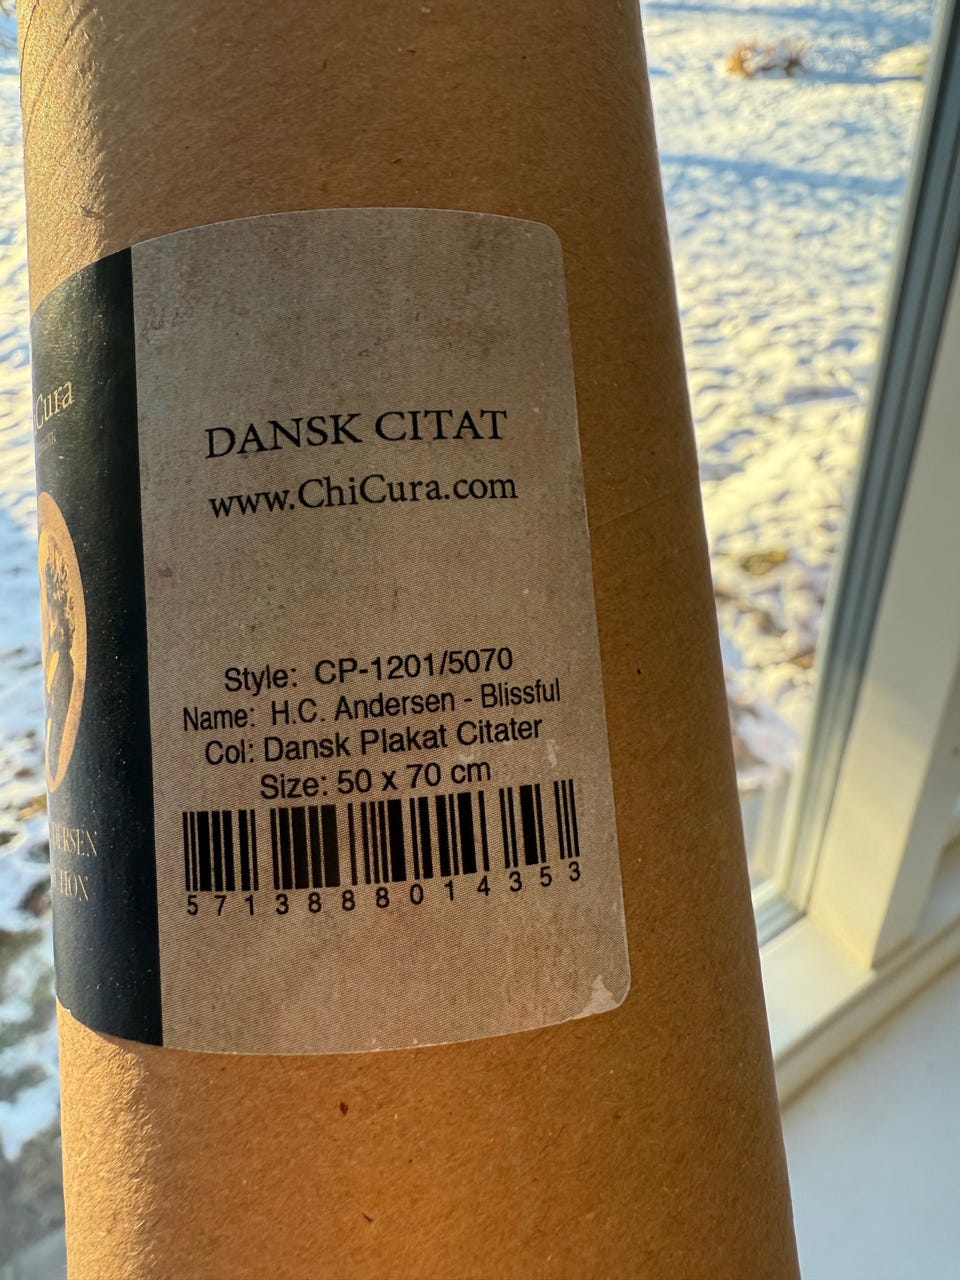 Cura
DANSK CITAT
www.ChiCura.com
Style: CP-1201/5070
Name: H.C. Andersen - Blissful
Col: Dansk Plakat Citater
Size: 50 x 70 cm
5713888014353